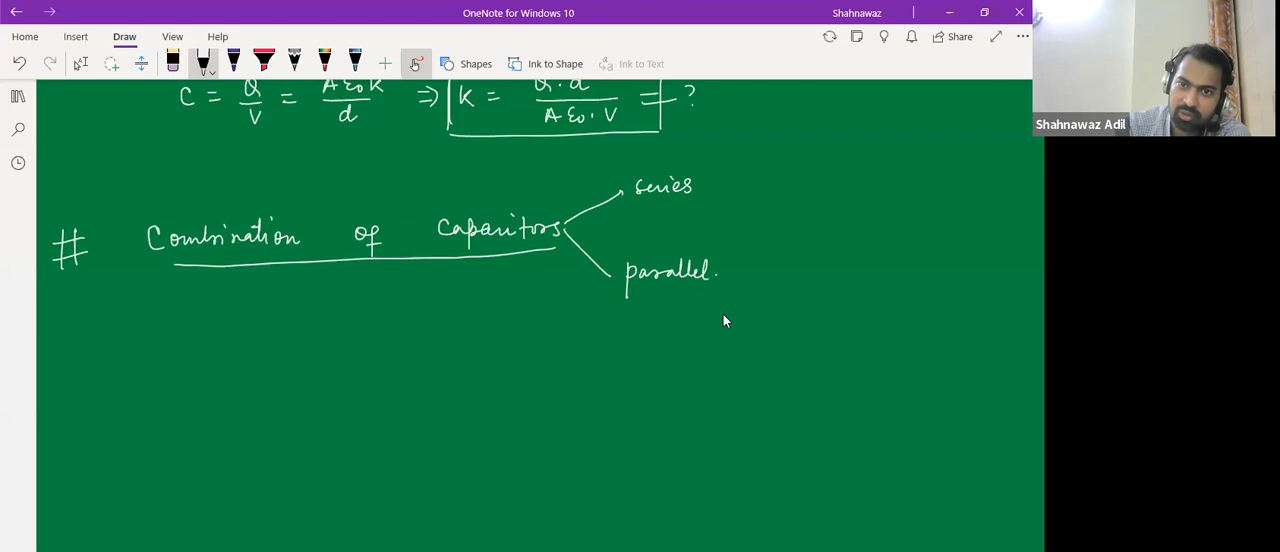 OneNote for Windows 10
Shahnawaz
Home Insert Draw View Help
Shapes Ink to Shape Ink to Text Share
Shahnawaz Adil
C = Q/V = Aε₀K/d ⇒ K = Q·d/Aε₀·V = ?
series
# Combination of Capacitors
parallel.